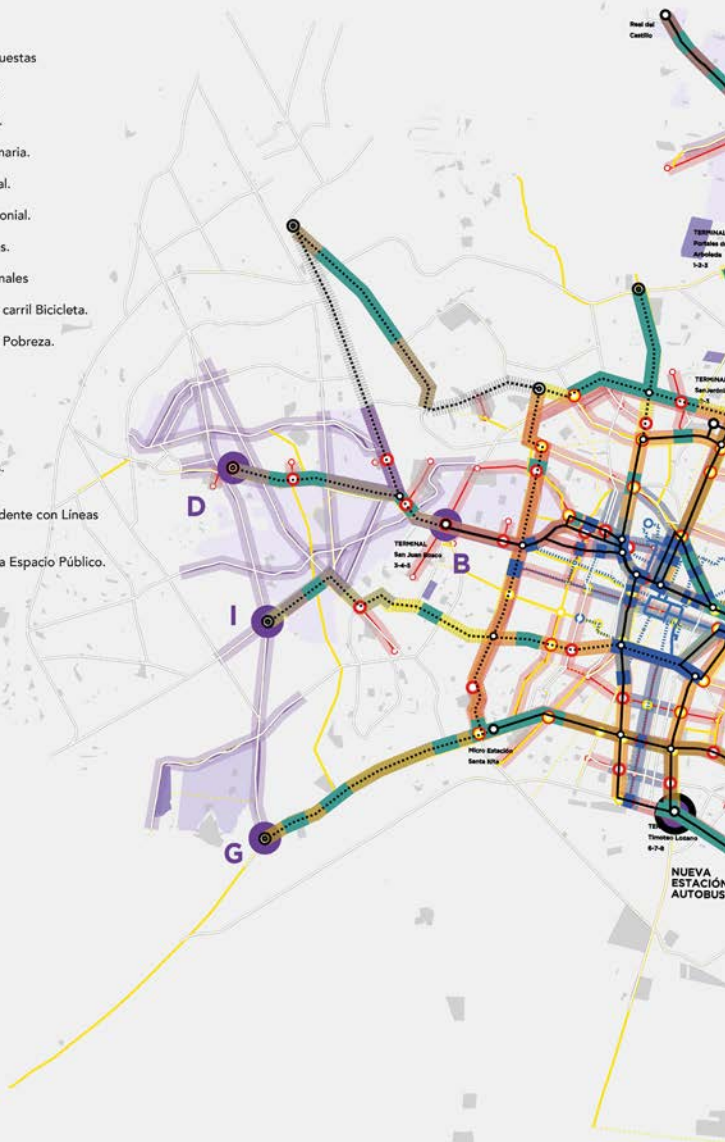 uestas
maria.
al.
onial.
s.
nales
carril Bicicleta.
Pobreza.
dente con Líneas
a Espacio Público.
Real del
Castillo
TERMINAL
Portales de
Arboleda
1-2-3
TERMINAL
D
TERMINAL
San Juan Bosco
3-4-5
B
I
Micro Estación
Santa Rita
G
Timoteo Lozano
6-7-8
NUEVA
ESTACIÓN
AUTOBUS